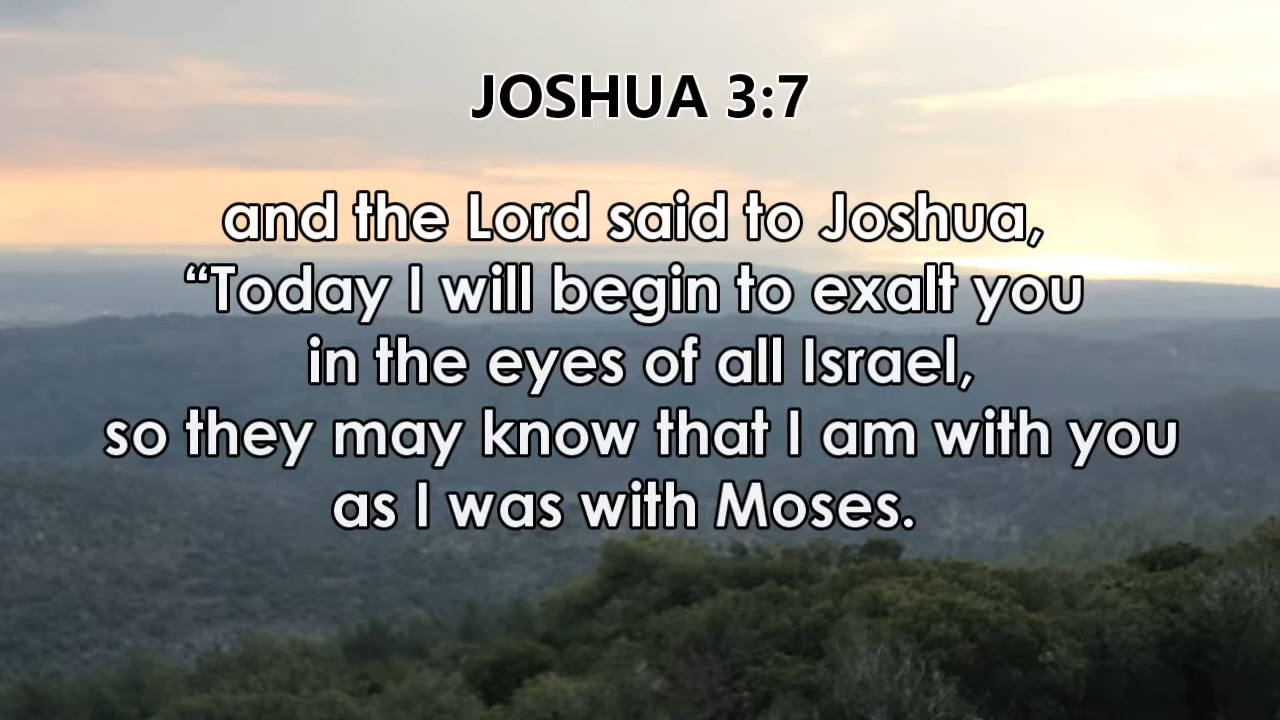 JOSHUA 3:7
and the Lord said to Joshua,
“Today I will begin to exalt you
in the eyes of all Israel,
so they may know that I am with you
as I was with Moses.